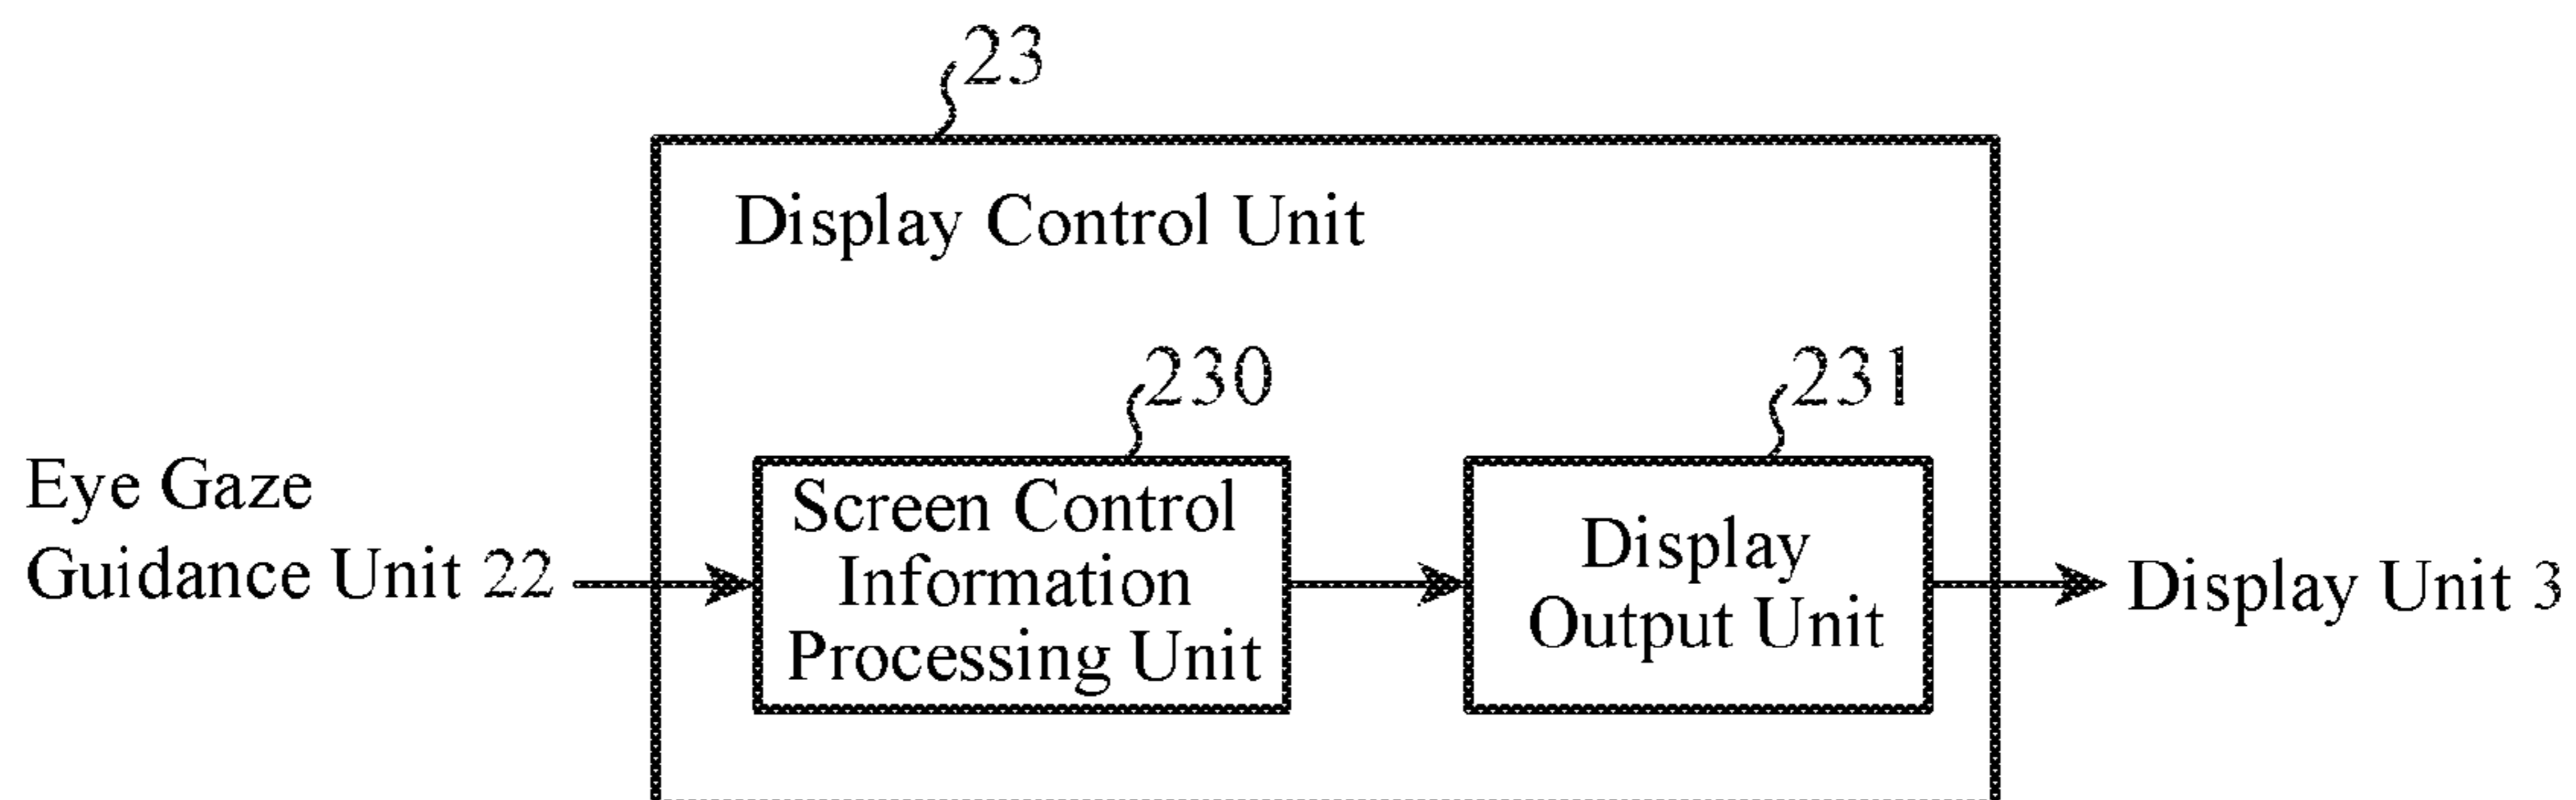 23
Display Control Unit
230
231
Eye Gaze
Guidance Unit 22
Screen Control
Information
Processing Unit
Display
Output Unit
Display Unit 3